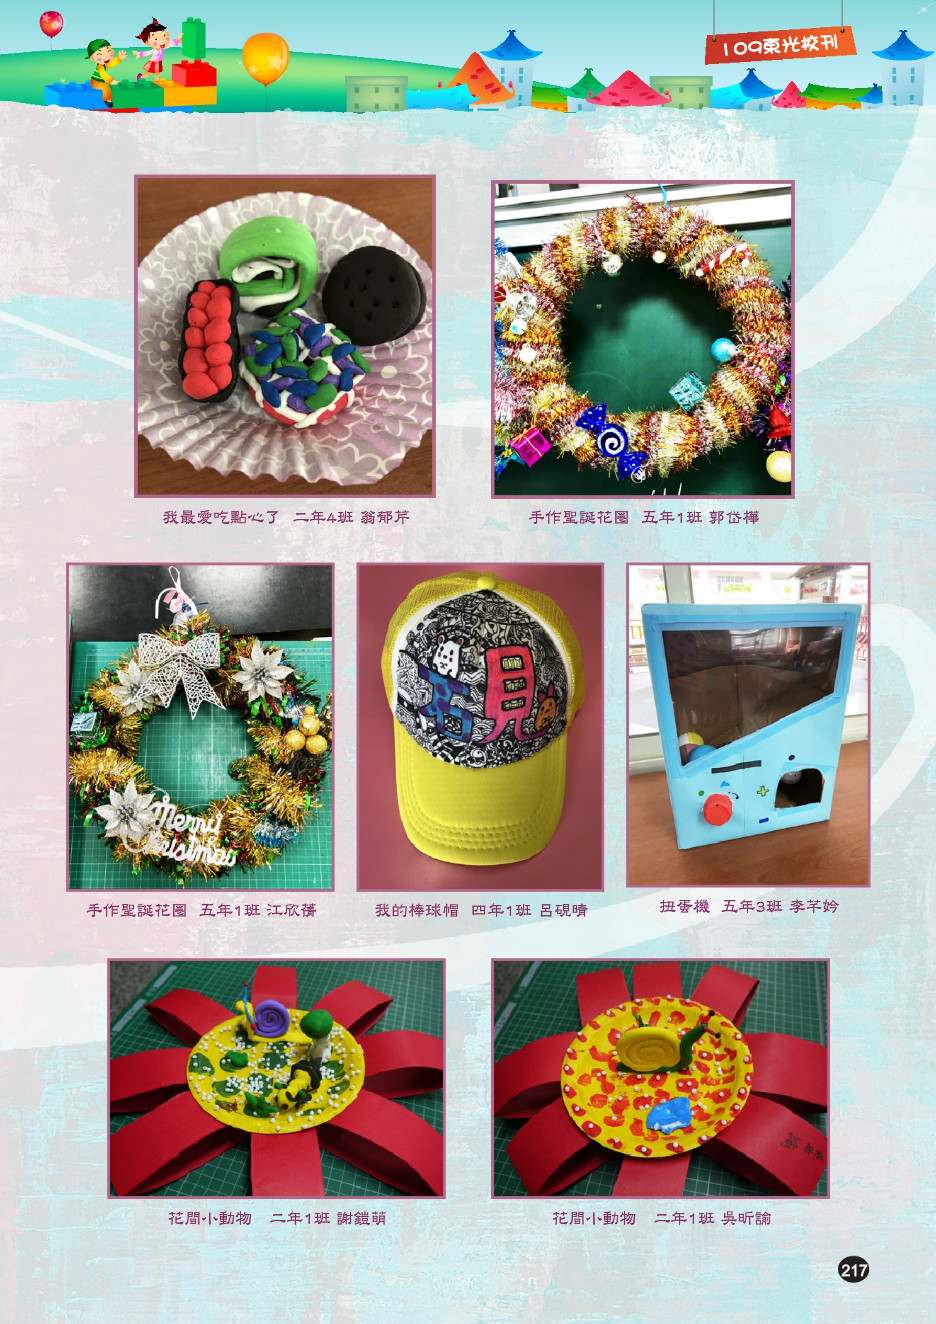 109東光校刊
我最愛吃點心了 二年4班 翁郁芹
手作聖誕花圈 五年1班 郭岱樺
Merry
Christmas
手作聖誕花圈 五年1班 江欣蒨
我的棒球帽 四年1班 呂硯晴
扭蛋機 五年3班 李芊妗
花間小動物 二年1班 謝鎧萌
花間小動物 二年1班 吳昕諭
217